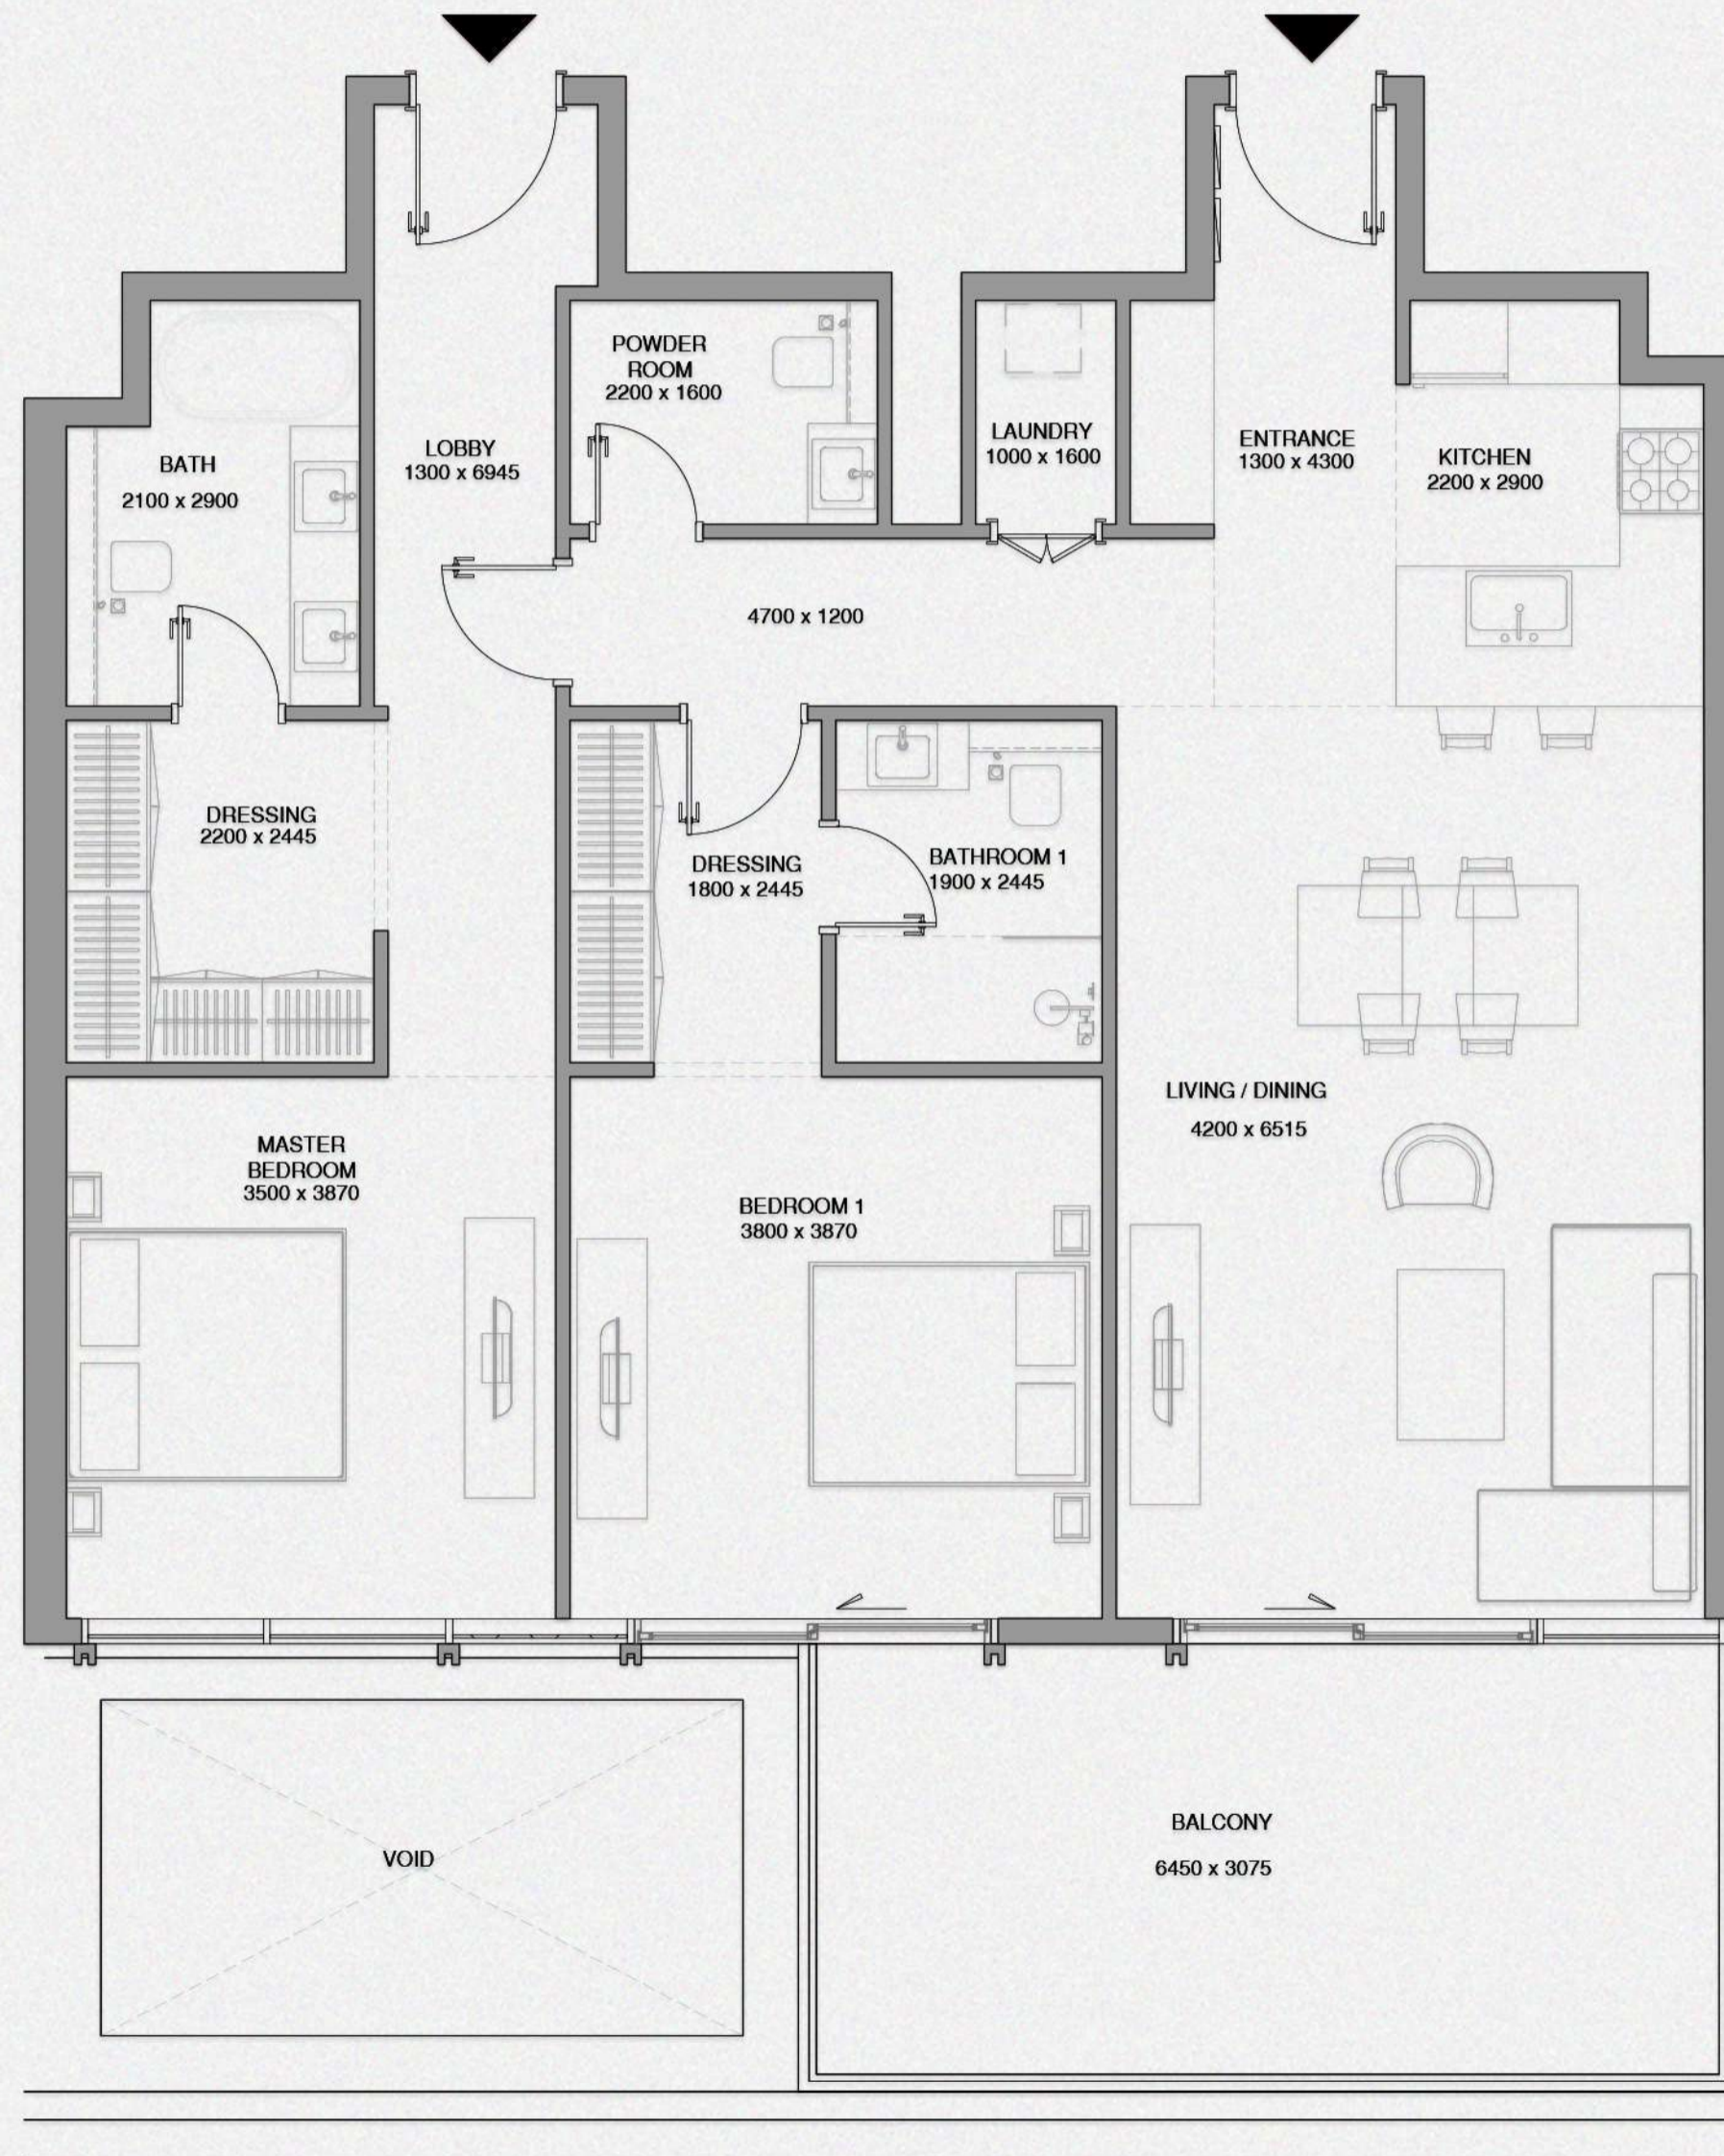 POWDER
ROOM
2200 x 1600
LAUNDRY
1000 x 1600
ENTRANCE
1300 x 4300
KITCHEN
2200 x 2900
LOBBY
1300 x 6945
BATH
2100 x 2900
4700 x 1200
DRESSING
2200 x 2445
DRESSING
1800 x 2445
BATHROOM 1
1900 x 2445
LIVING / DINING
4200 x 6515
MASTER
BEDROOM
3500 x 3870
BEDROOM 1
3800 x 3870
BALCONY
6450 x 3075
VOID